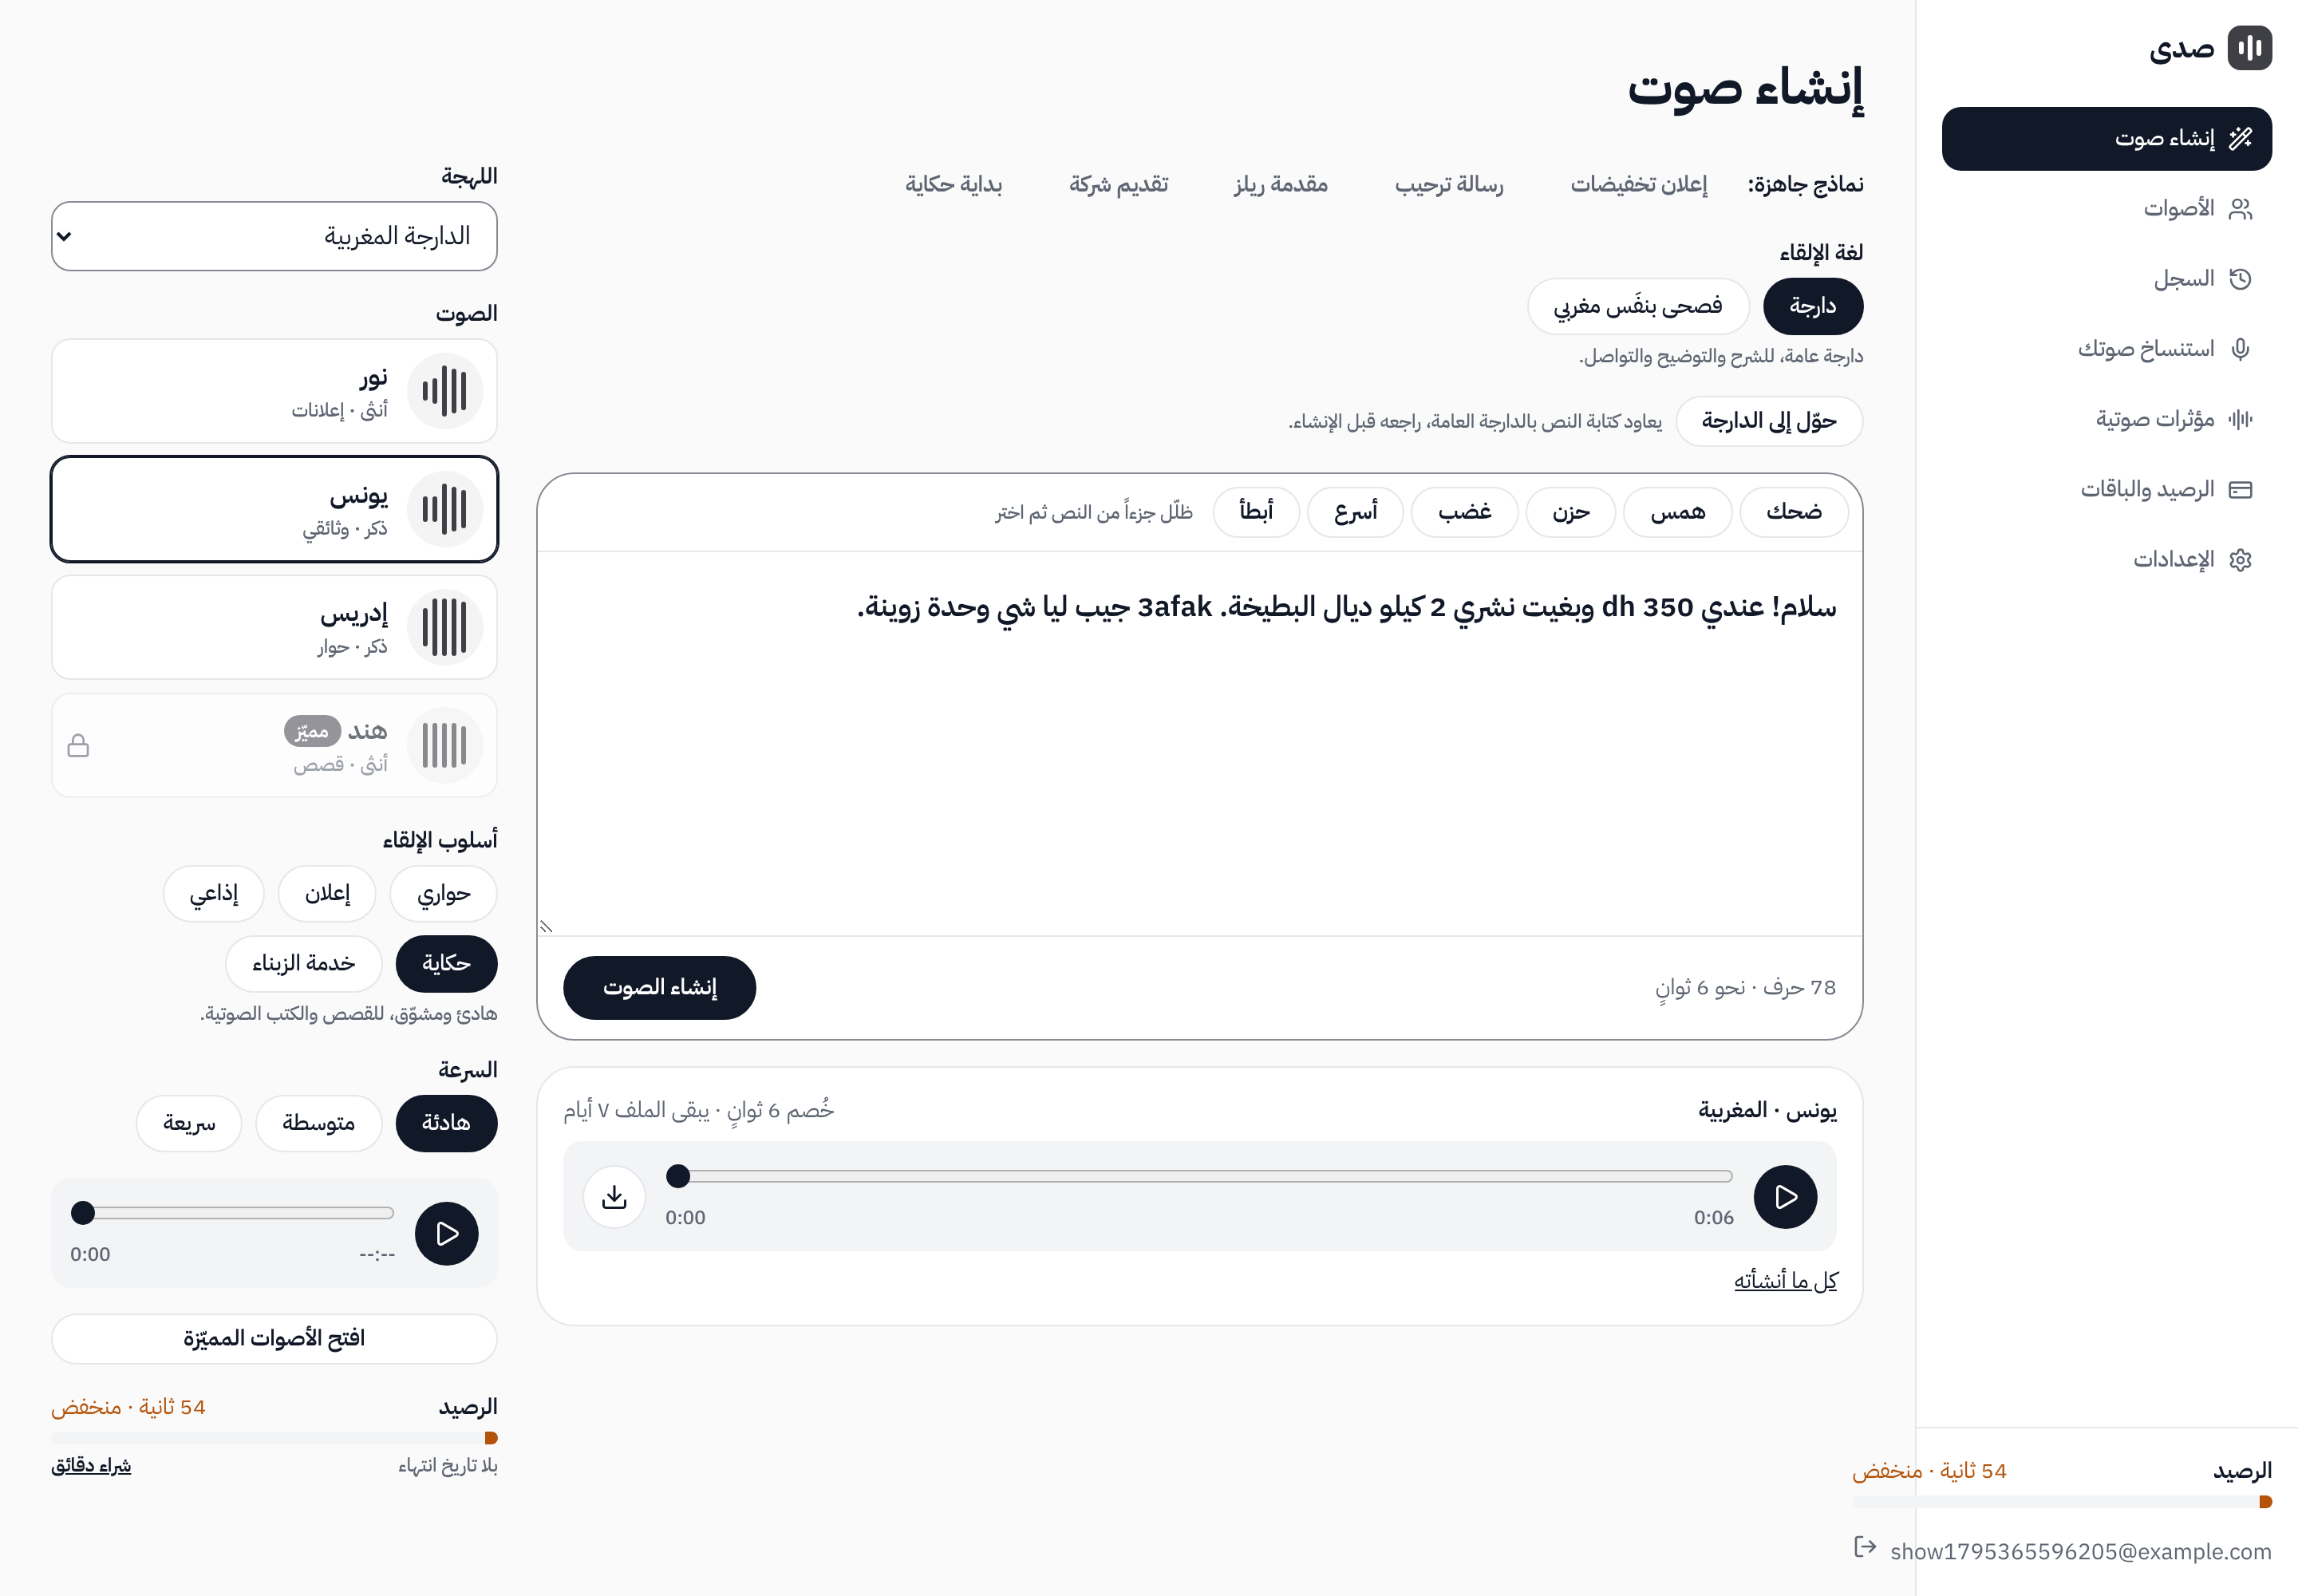 صدى
إنشاء صوت
الأصوات
السجل
استنساخ صوتك
مؤثرات صوتية
الرصيد والباقات
الإعدادات
الرصيد 54 ثانية · منخفض
show1795365596205@example.com
إنشاء صوت
نماذج جاهزة: إعلان تخفيضات رسالة ترحيب مقدمة ريلز تقديم شركة بداية حكاية
لغة الإلقاء
دارجة فصحى بنفَس مغربي
دارجة عامة، للشرح والتوضيح والتواصل.
حوّل إلى الدارجة يعاود كتابة النص بالدارجة العامة، راجعه قبل الإنشاء.
ضحك همس حزن غضب أسرع أبطأ ظلّل جزءاً من النص ثم اختر
سلام! عندي 350 dh وبغيت نشري 2 كيلو ديال البطيخة. 3afak جيب ليا شي وحدة زوينة.
78 حرف · نحو 6 ثوانٍ إنشاء الصوت
يونس · المغربية خُصم 6 ثوانٍ · يبقى الملف ٧ أيام
0:06 0:00
كل ما أنشأته
اللهجة
الدارجة المغربية
الصوت
نور
أنثى · إعلانات
يونس
ذكر · وثائقي
إدريس
ذكر · حوار
هند مميّز
أنثى · قصص
أسلوب الإلقاء
حواري إعلان إذاعي
حكاية خدمة الزبناء
هادئ ومشوّق، للقصص والكتب الصوتية.
السرعة
هادئة متوسطة سريعة
--:-- 0:00
افتح الأصوات المميّزة
الرصيد 54 ثانية · منخفض
بلا تاريخ انتهاء شراء دقائق